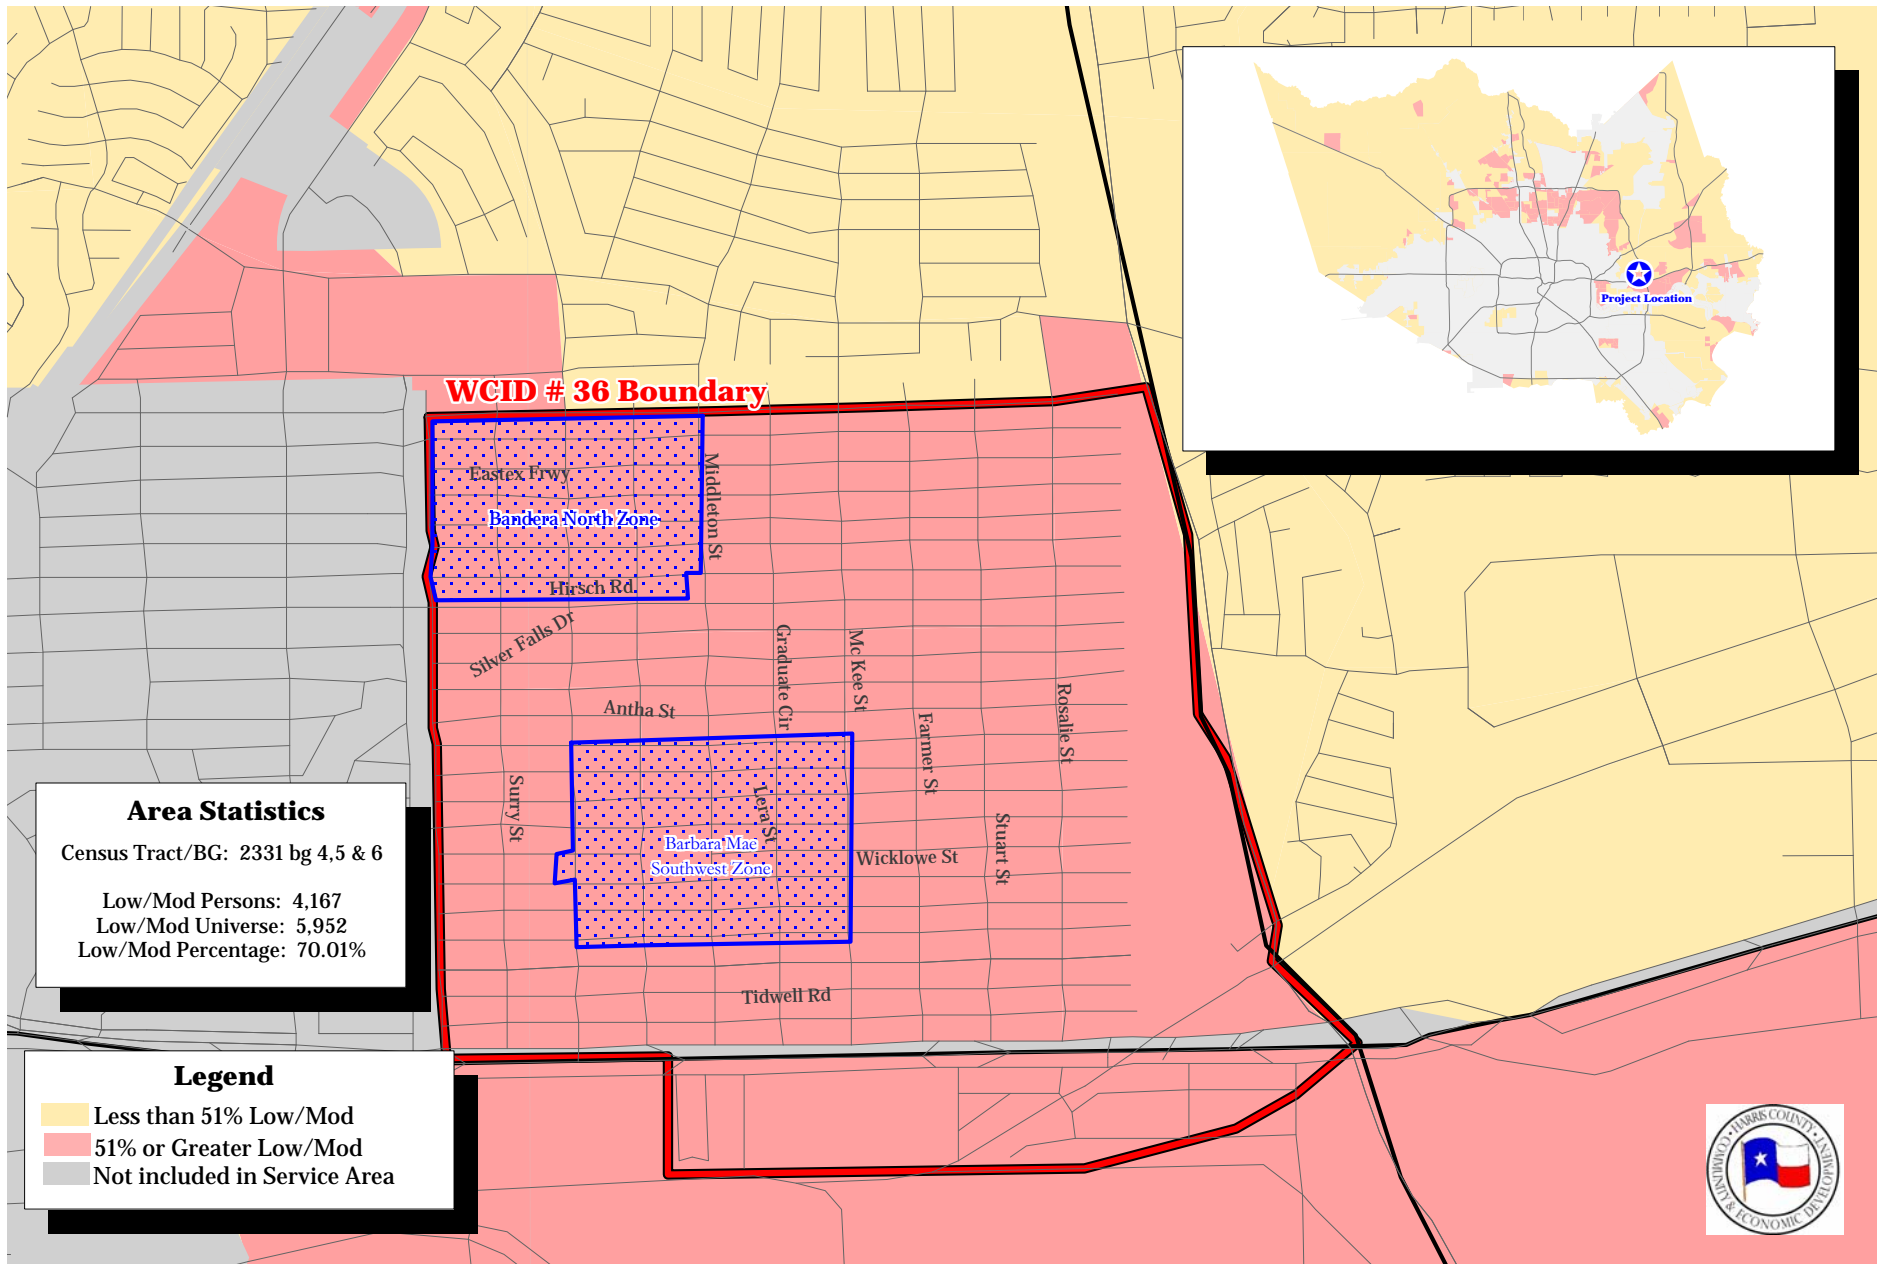 Project Location
WCID # 36 Boundary
Eastex Frwy
Middleton St
Bandera North Zone
Hirsch Rd
Silver Falls Dr
Graduate Cir
Mc Kee St
Antha St
Farmer St
Rosalie St
Surry St
Lera St
Stuart St
Barbara Mae
Southwest Zone
Wicklowe St
Tidwell Rd
Area Statistics
Census Tract/BG: 2331 bg 4,5 & 6
Low/Mod Persons: 4,167
Low/Mod Universe: 5,952
Low/Mod Percentage: 70.01%
Legend
Less than 51% Low/Mod
51% or Greater Low/Mod
Not included in Service Area
HARRIS COUNTY
COMMUNITY & ECONOMIC DEVELOPMENT